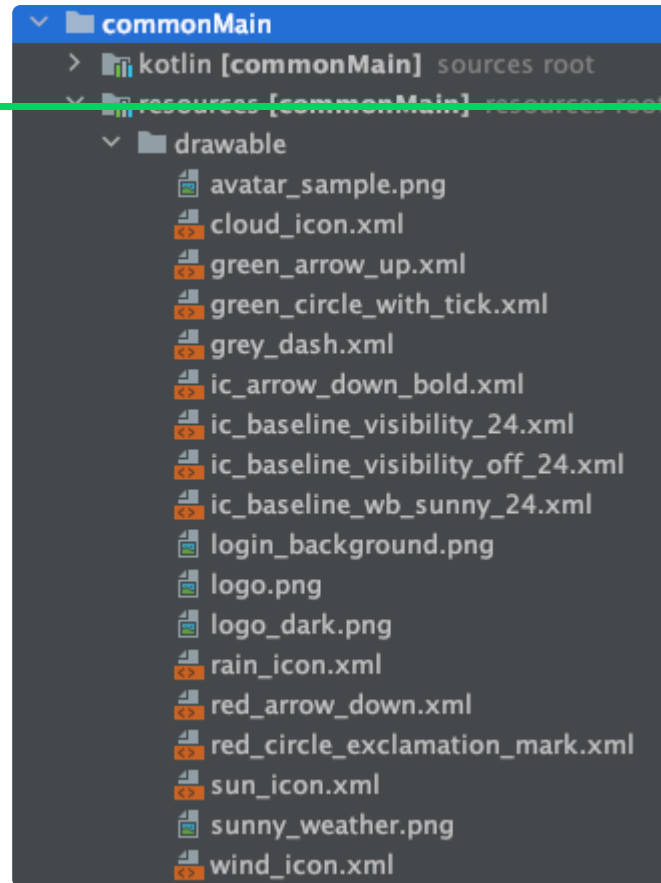 commonMain
kotlin [commonMain] sources root
resources [commonMain] resources root
drawable
avatar_sample.png
cloud_icon.xml
green_arrow_up.xml
green_circle_with_tick.xml
grey_dash.xml
ic_arrow_down_bold.xml
ic_baseline_visibility_24.xml
ic_baseline_visibility_off_24.xml
ic_baseline_wb_sunny_24.xml
login_background.png
logo.png
logo_dark.png
rain_icon.xml
red_arrow_down.xml
red_circle_exclamation_mark.xml
sun_icon.xml
sunny_weather.png
wind_icon.xml